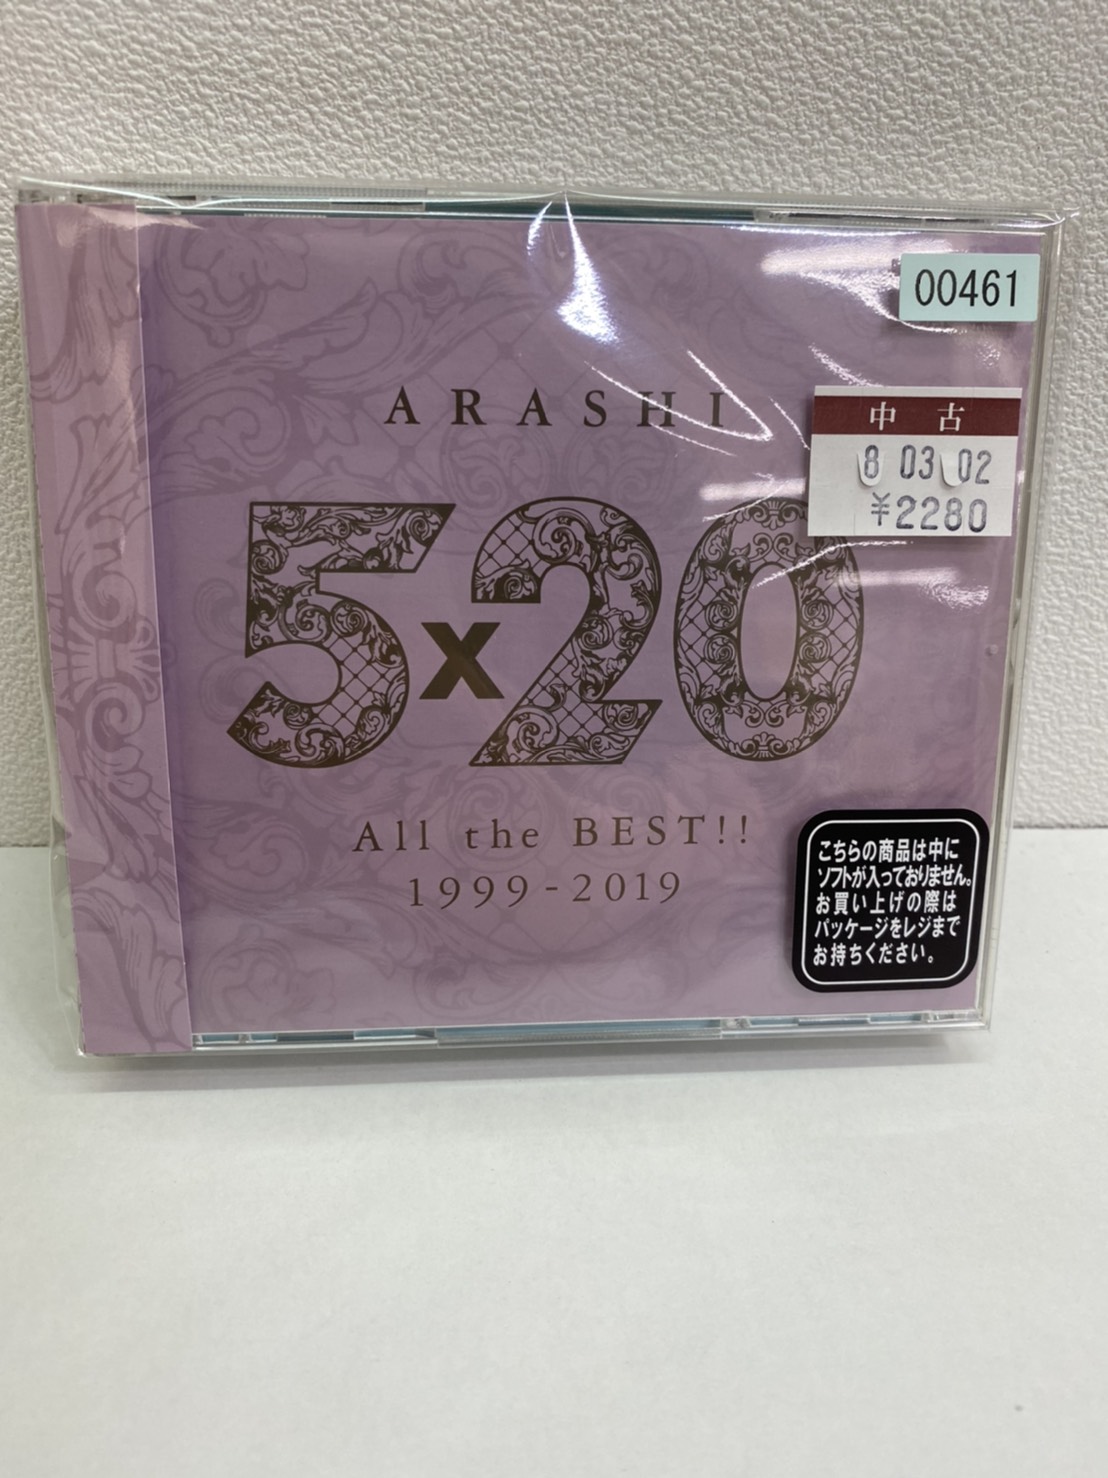 00461
ARASHI
中古
8 03 02
¥2280
5x20
All the BEST!!
1999-2019
こちらの商品は中に
ソフトが入っておりません。
お買い上げの際は
パッケージをレジまで
お持ちください。